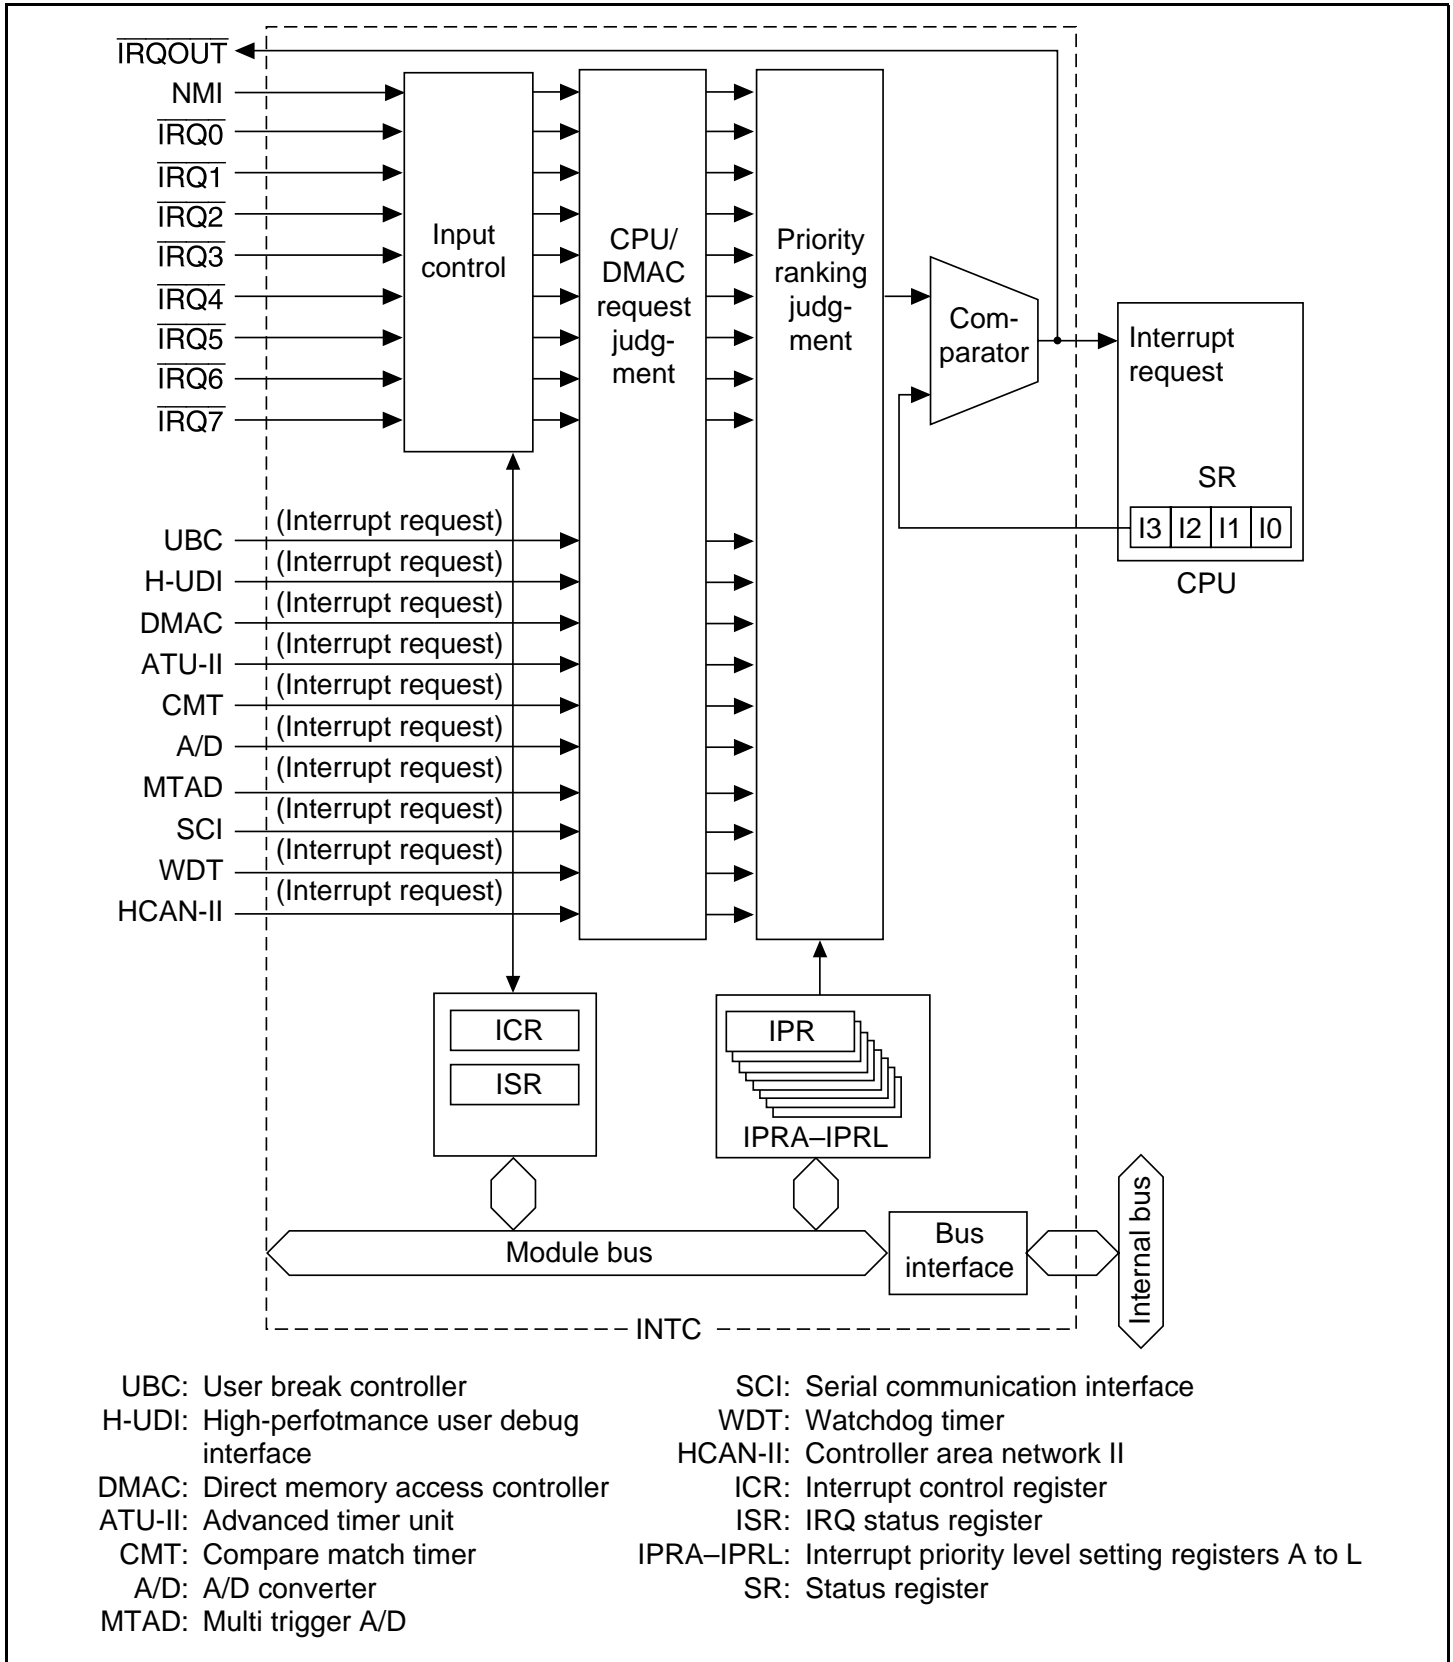 IRQOUT
NMI
IRQ0
IRQ1
IRQ2
IRQ3
IRQ4
IRQ5
IRQ6
IRQ7
Input
control
CPU/
DMAC
request
judg-
ment
Priority
ranking
judg-
ment
Com-
parator
Interrupt
request
SR
I3 I2 I1 I0
CPU
UBC (Interrupt request)
H-UDI (Interrupt request)
DMAC (Interrupt request)
ATU-II (Interrupt request)
CMT (Interrupt request)
A/D (Interrupt request)
MTAD (Interrupt request)
SCI (Interrupt request)
WDT (Interrupt request)
HCAN-II (Interrupt request)
ICR
ISR
IPR
IPRA–IPRL
Module bus
Bus
interface
Internal bus
INTC
UBC: User break controller
H-UDI: High-perfotmance user debug
interface
DMAC: Direct memory access controller
ATU-II: Advanced timer unit
CMT: Compare match timer
A/D: A/D converter
MTAD: Multi trigger A/D
SCI: Serial communication interface
WDT: Watchdog timer
HCAN-II: Controller area network II
ICR: Interrupt control register
ISR: IRQ status register
IPRA–IPRL: Interrupt priority level setting registers A to L
SR: Status register